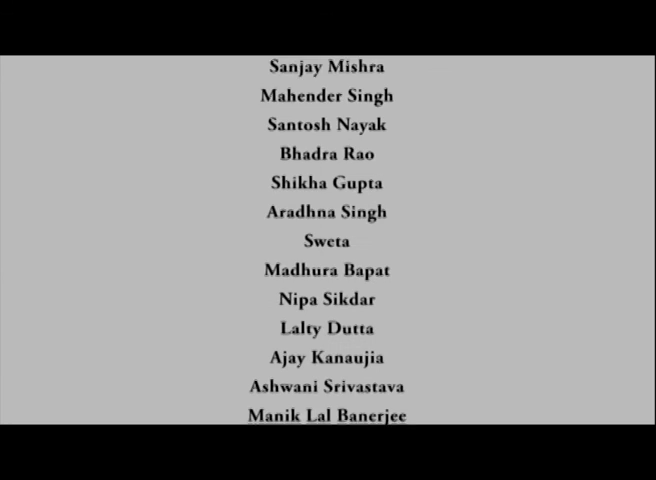 Sanjay Mishra
Mahender Singh
Santosh Nayak
Bhadra Rao
Shikha Gupta
Aradhna Singh
Sweta
Madhura Bapat
Nipa Sikdar
Lalty Dutta
Ajay Kanaujia
Ashwani Srivastava
Manik Lal Banerjee